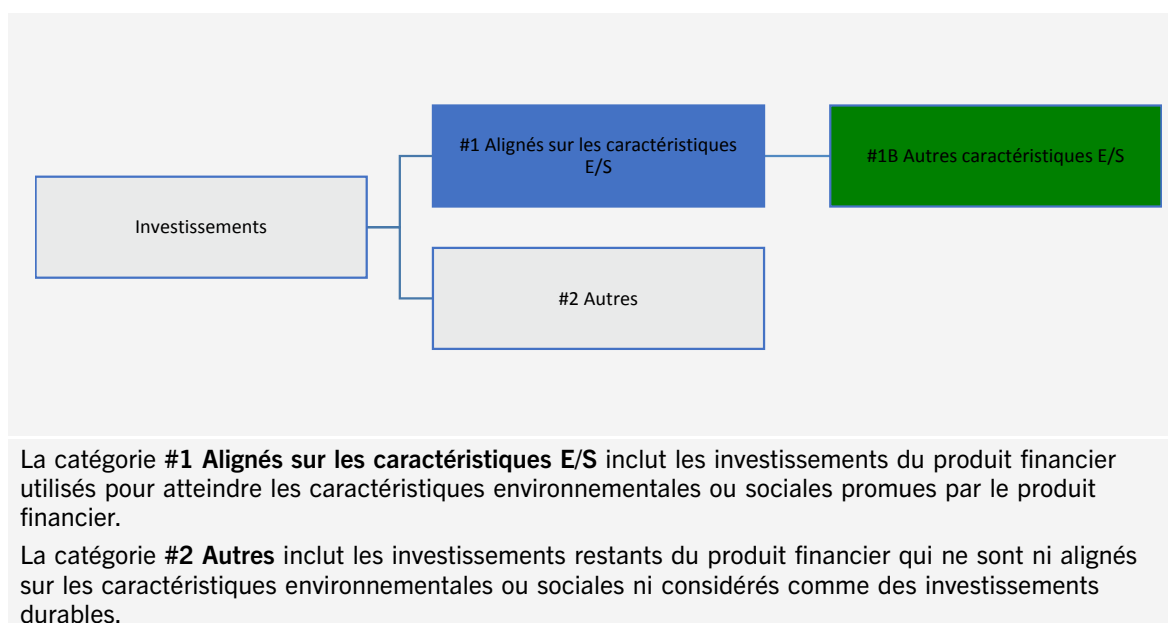 #1 Alignés sur les caractéristiques
E/S
#1B Autres caractéristiques E/S
Investissements
#2 Autres
La catégorie #1 Alignés sur les caractéristiques E/S inclut les investissements du produit financier
utilisés pour atteindre les caractéristiques environnementales ou sociales promues par le produit
financier.
La catégorie #2 Autres inclut les investissements restants du produit financier qui ne sont ni alignés
sur les caractéristiques environnementales ou sociales ni considérés comme des investissements
durables.